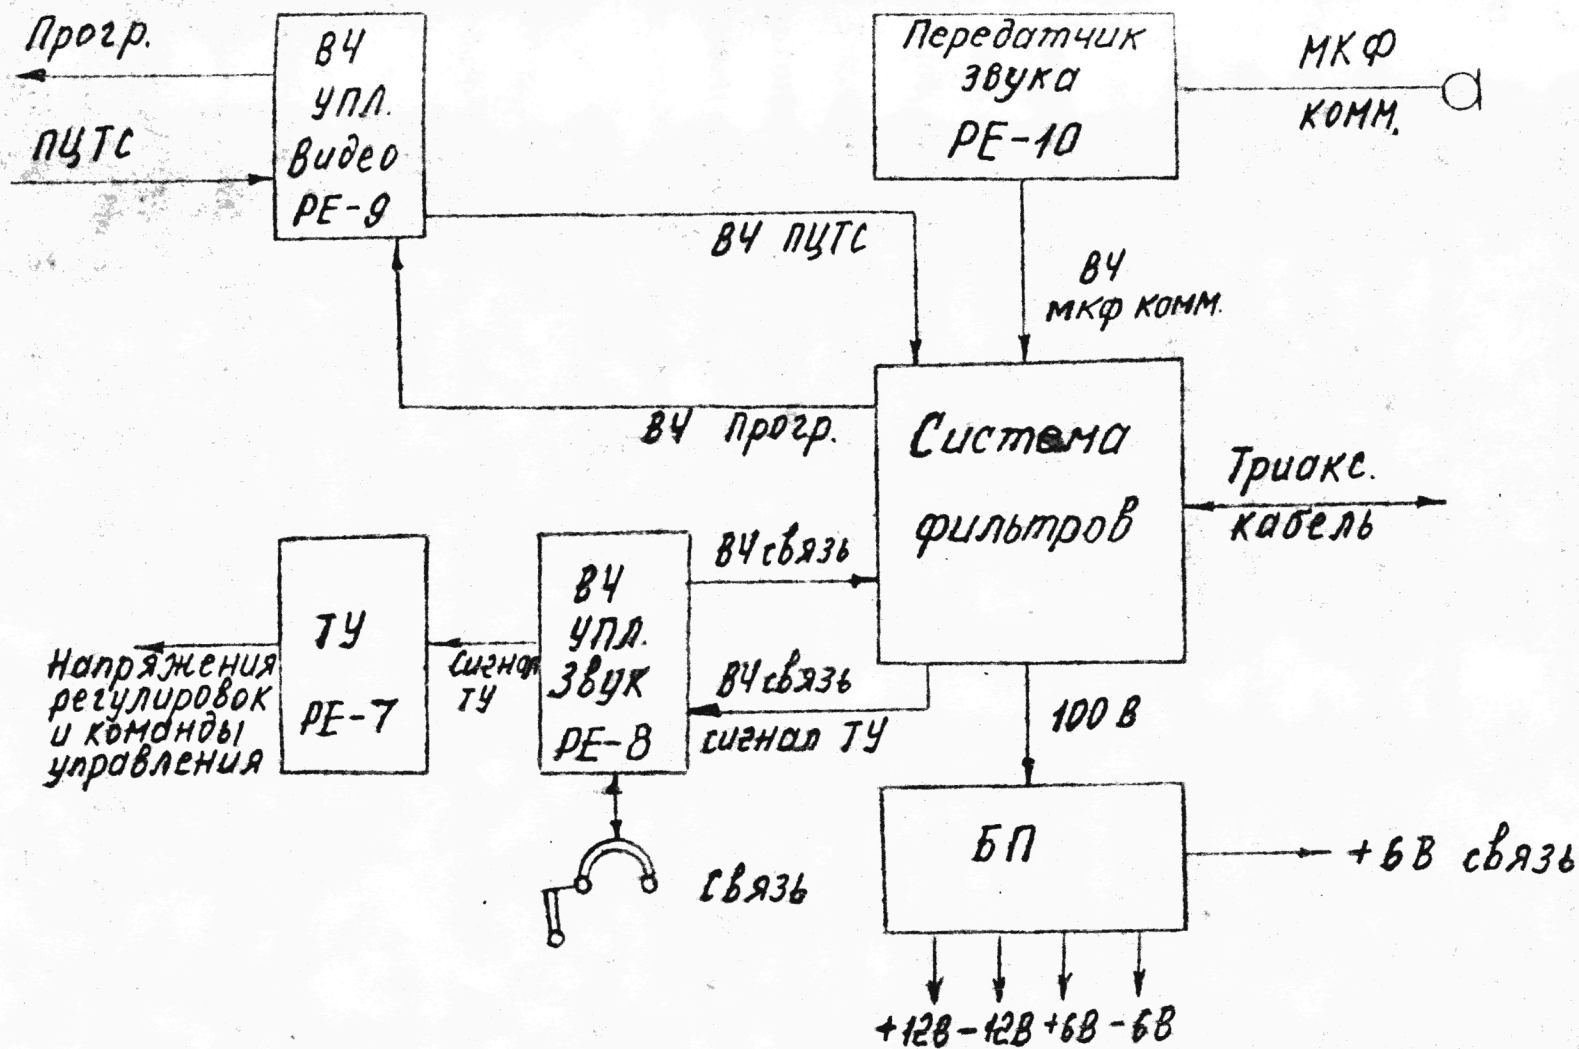 Прогр.
ПЦТС
ВЧ
УПЛ.
Видео
РЕ-9
Передатчик
звука
РЕ-10
МКФ
КОММ.
ВЧ ПЦТС
ВЧ
МКФ КОММ.
ВЧ Прогр.
Система
фильтров
Триакс.
кабель
ТУ
РЕ-7
Напряжения
регулировок
и команды
управления
Сигнал
ТУ
ВЧ
УПЛ.
Звук
РЕ-8
ВЧ связь
ВЧ связь
сигнал ТУ
Связь
100 В
БП
+6В связь
+12В -12В +6В -6В